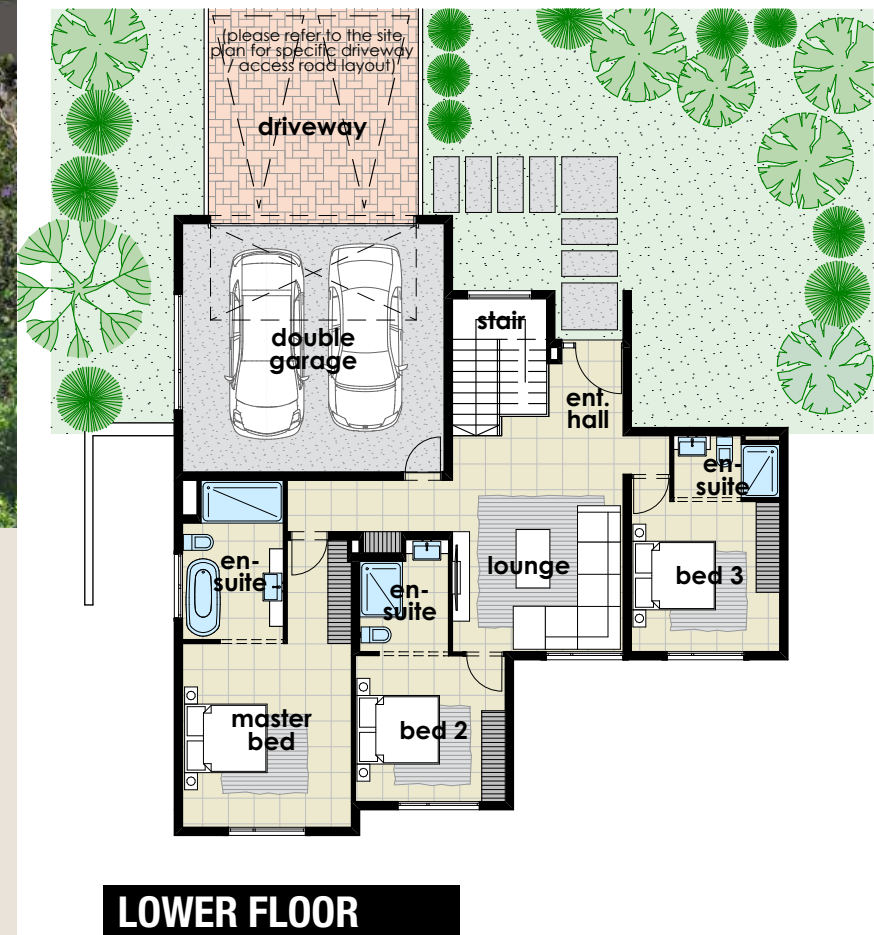 (please refer to the site
plan for specific driveway
/ access road layout)
driveway
double
garage
stair
ent.
hall
en-
suite
lounge
bed 3
en-
suite
en-
suite
master
bed
bed 2
LOWER FLOOR